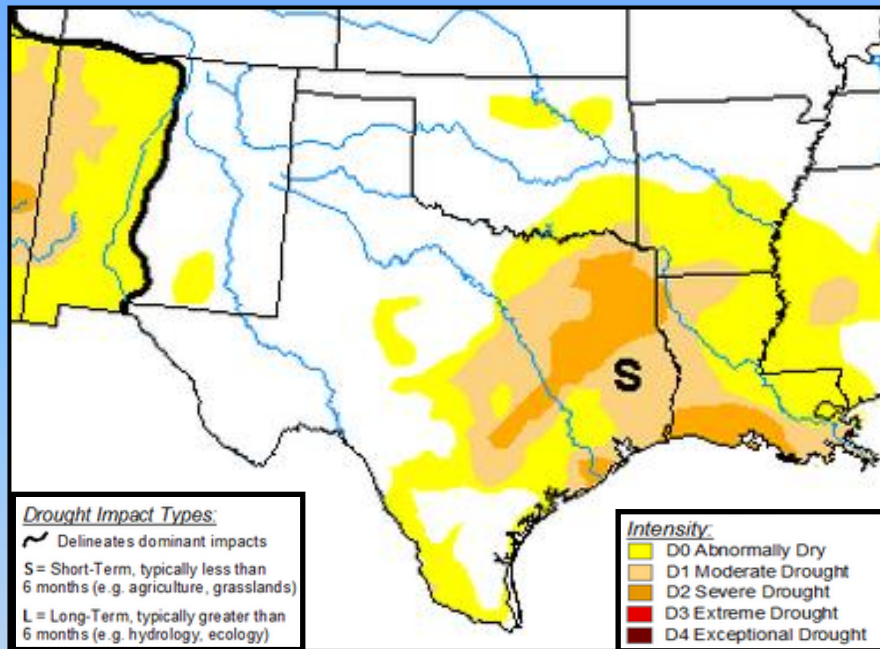 S
Drought Impact Types:
Delineates dominant impacts
S = Short-Term, typically less than
6 months (e.g. agriculture, grasslands)
L = Long-Term, typically greater than
6 months (e.g. hydrology, ecology)
Intensity:
D0 Abnormally Dry
D1 Moderate Drought
D2 Severe Drought
D3 Extreme Drought
D4 Exceptional Drought